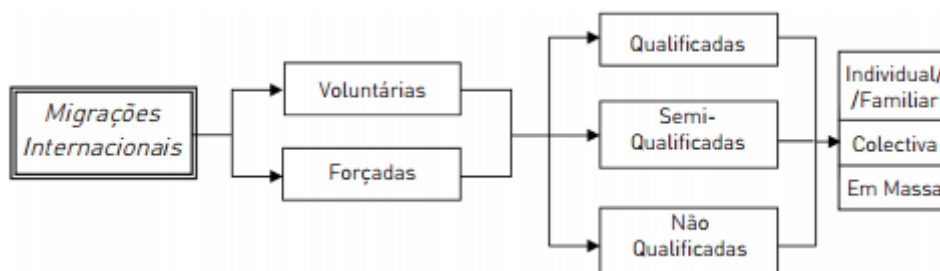 Migrações
Internacionais
Voluntárias
Forçadas
Qualificadas
Semi-
Qualificadas
Não
Qualificadas
Individual/
/Familiar
Colectiva
Em Massa